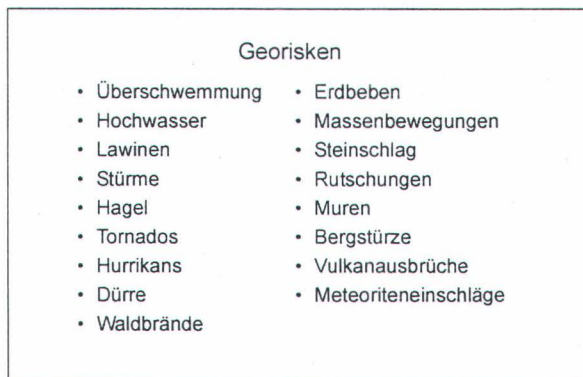 Georisken
• Überschwemmung
• Hochwasser
• Lawinen
• Stürme
• Hagel
• Tornados
• Hurrikans
• Dürre
• Waldbrände
• Erdbeben
• Massenbewegungen
• Steinschlag
• Rutschungen
• Muren
• Bergstürze
• Vulkanausbrüche
• Meteoriteneinschläge